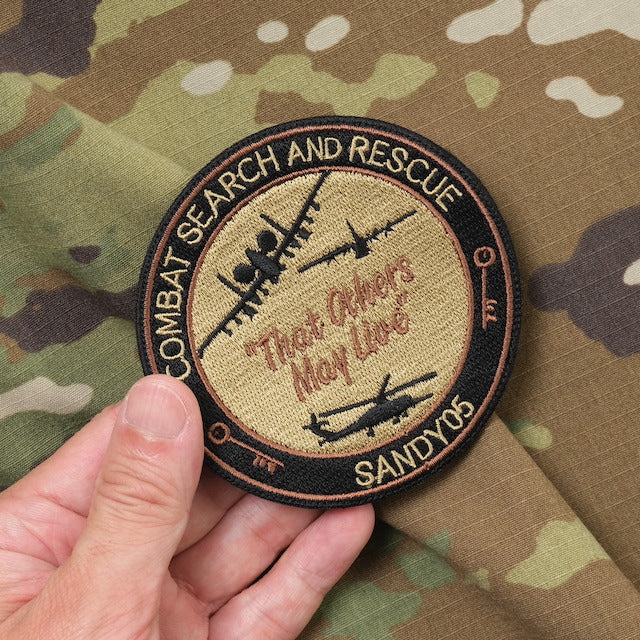 COMBAT SEARCH AND RESCUE
"That Others
May Live"
SANDY05